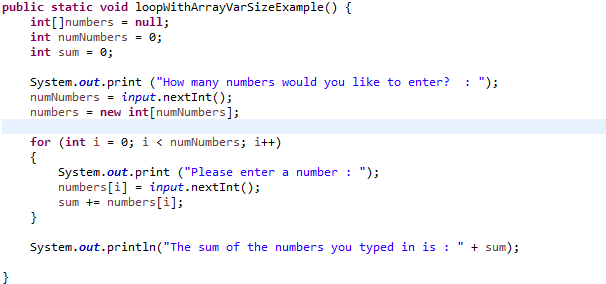 public static void loopWithArrayVarSizeExample() {
int[]numbers = null;
int numNumbers = 0;
int sum = 0;
System.out.print ("How many numbers would you like to enter?  : ");
numNumbers = input.nextInt();
numbers = new int[numNumbers];
for (int i = 0; i < numNumbers; i++)
{
System.out.print ("Please enter a number : ");
numbers[i] = input.nextInt();
sum += numbers[i];
}
System.out.println("The sum of the numbers you typed in is : " + sum);
}